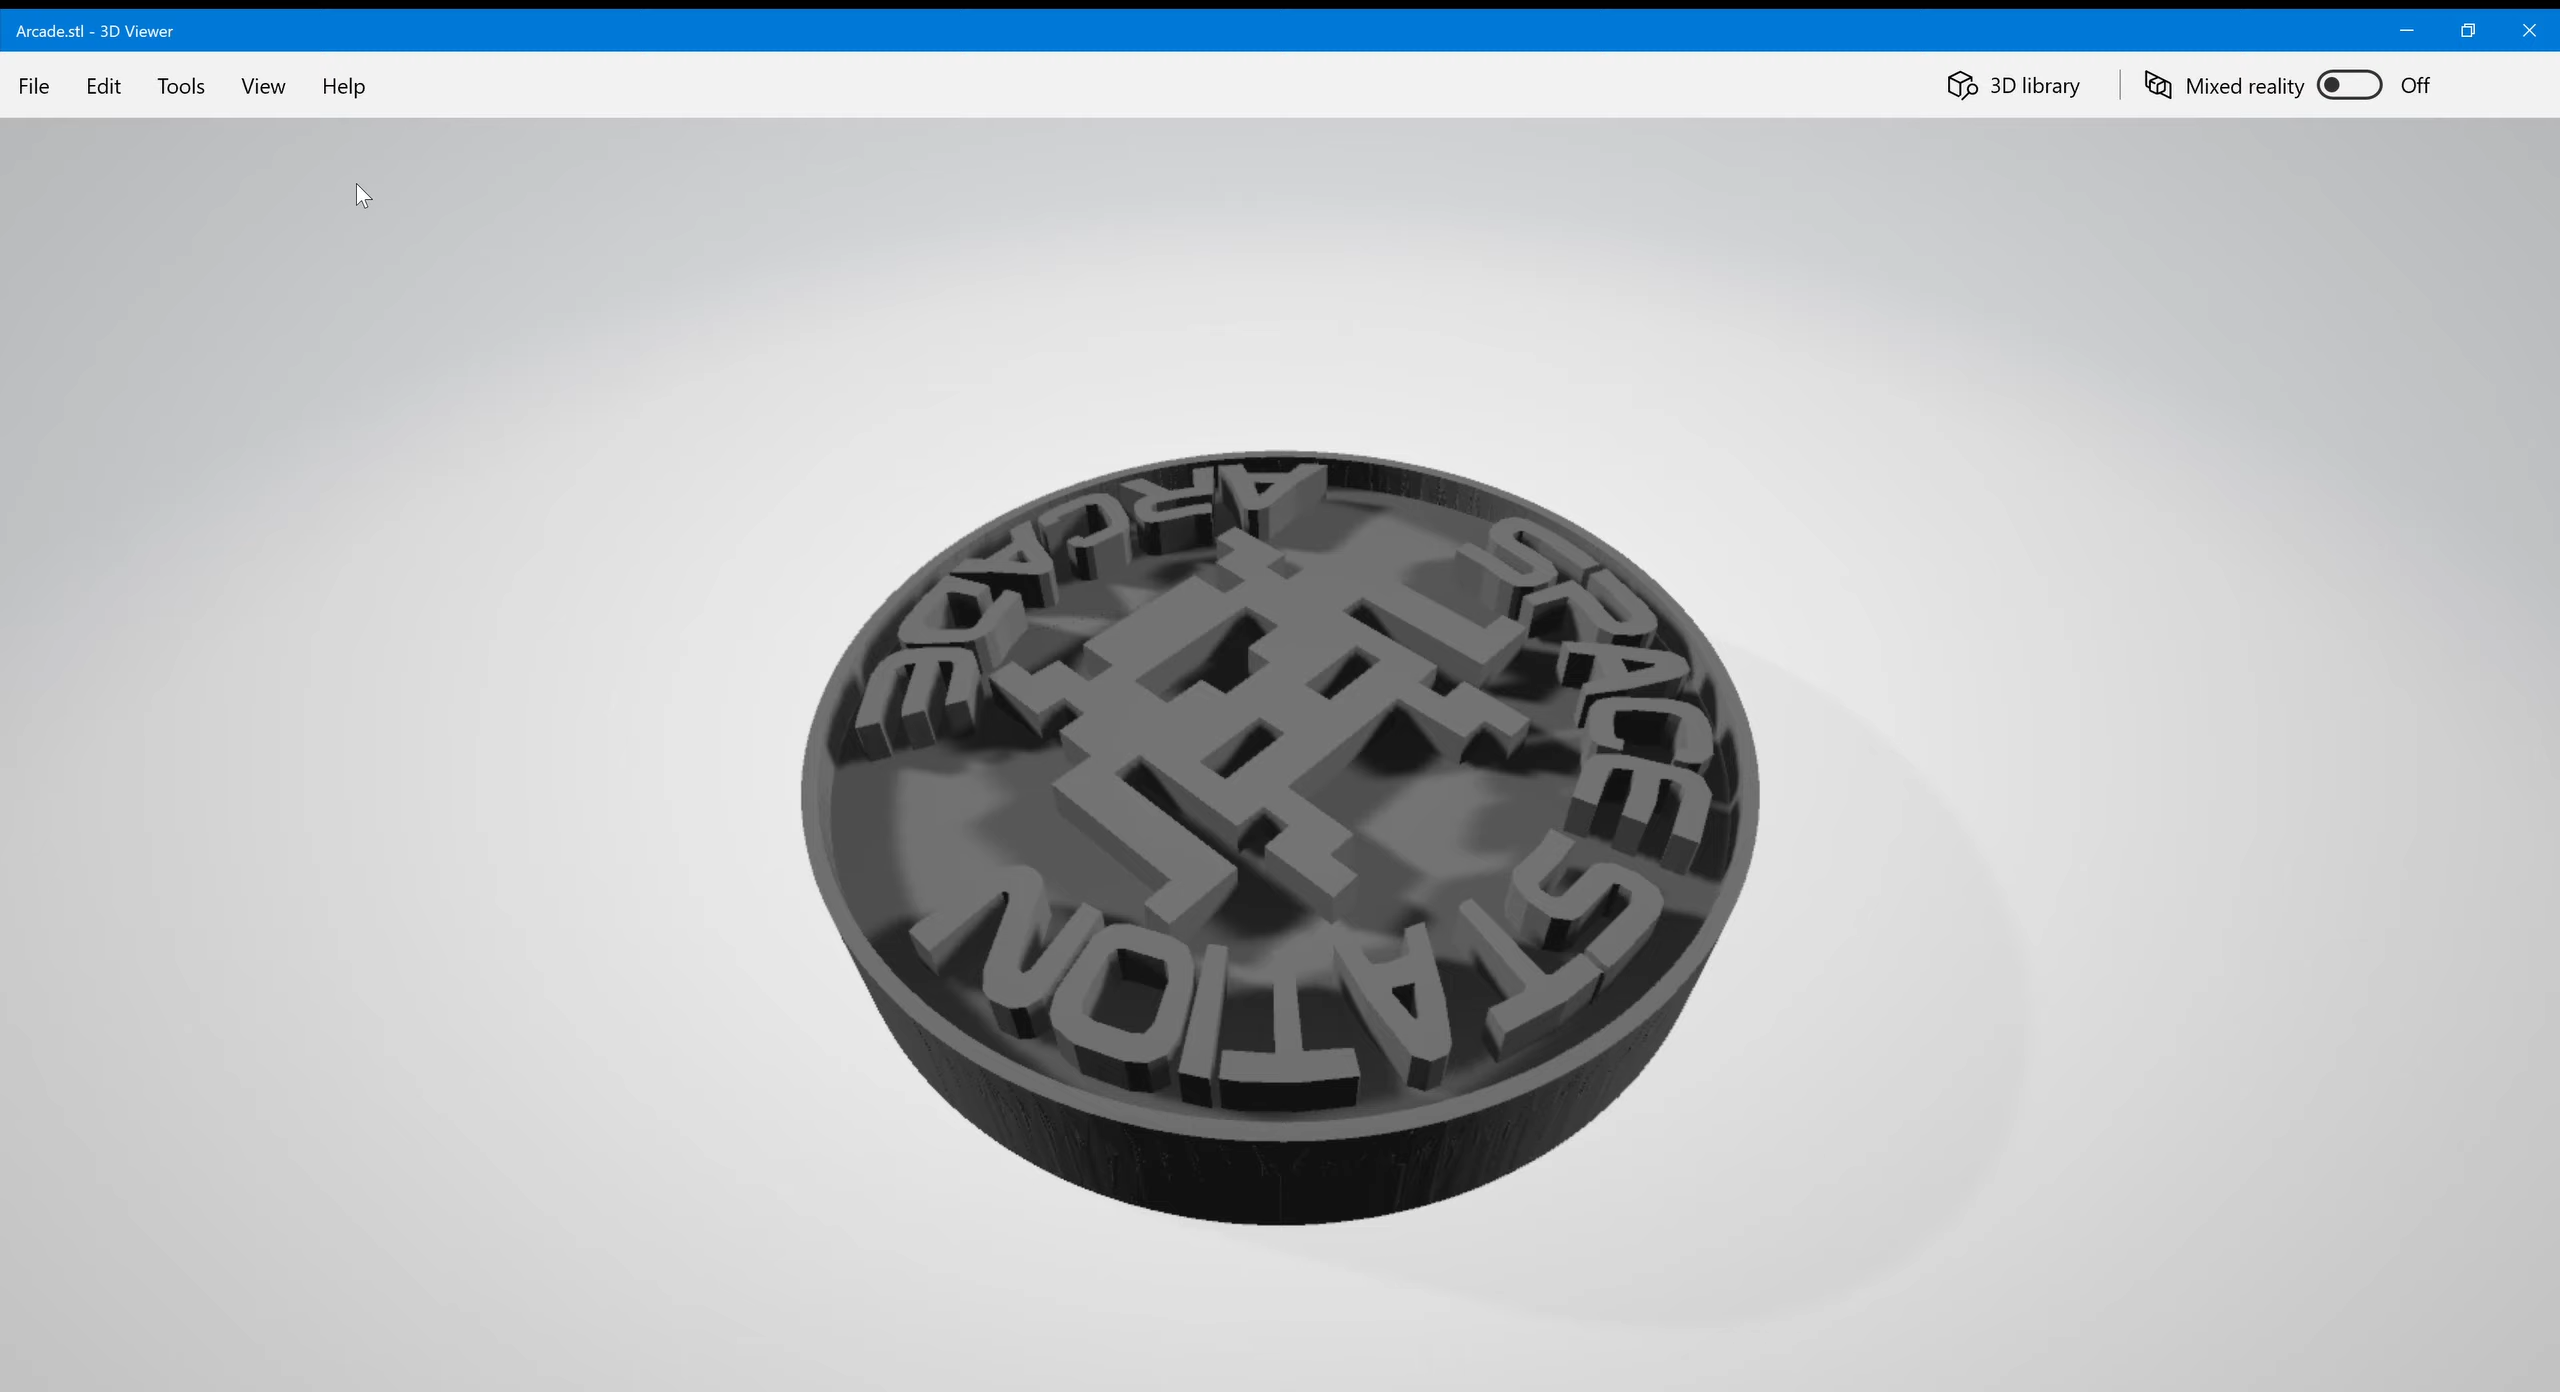 Arcade.stl - 3D Viewer
File Edit Tools View Help
3D library Mixed reality Off
SPACE STATION ARCADE